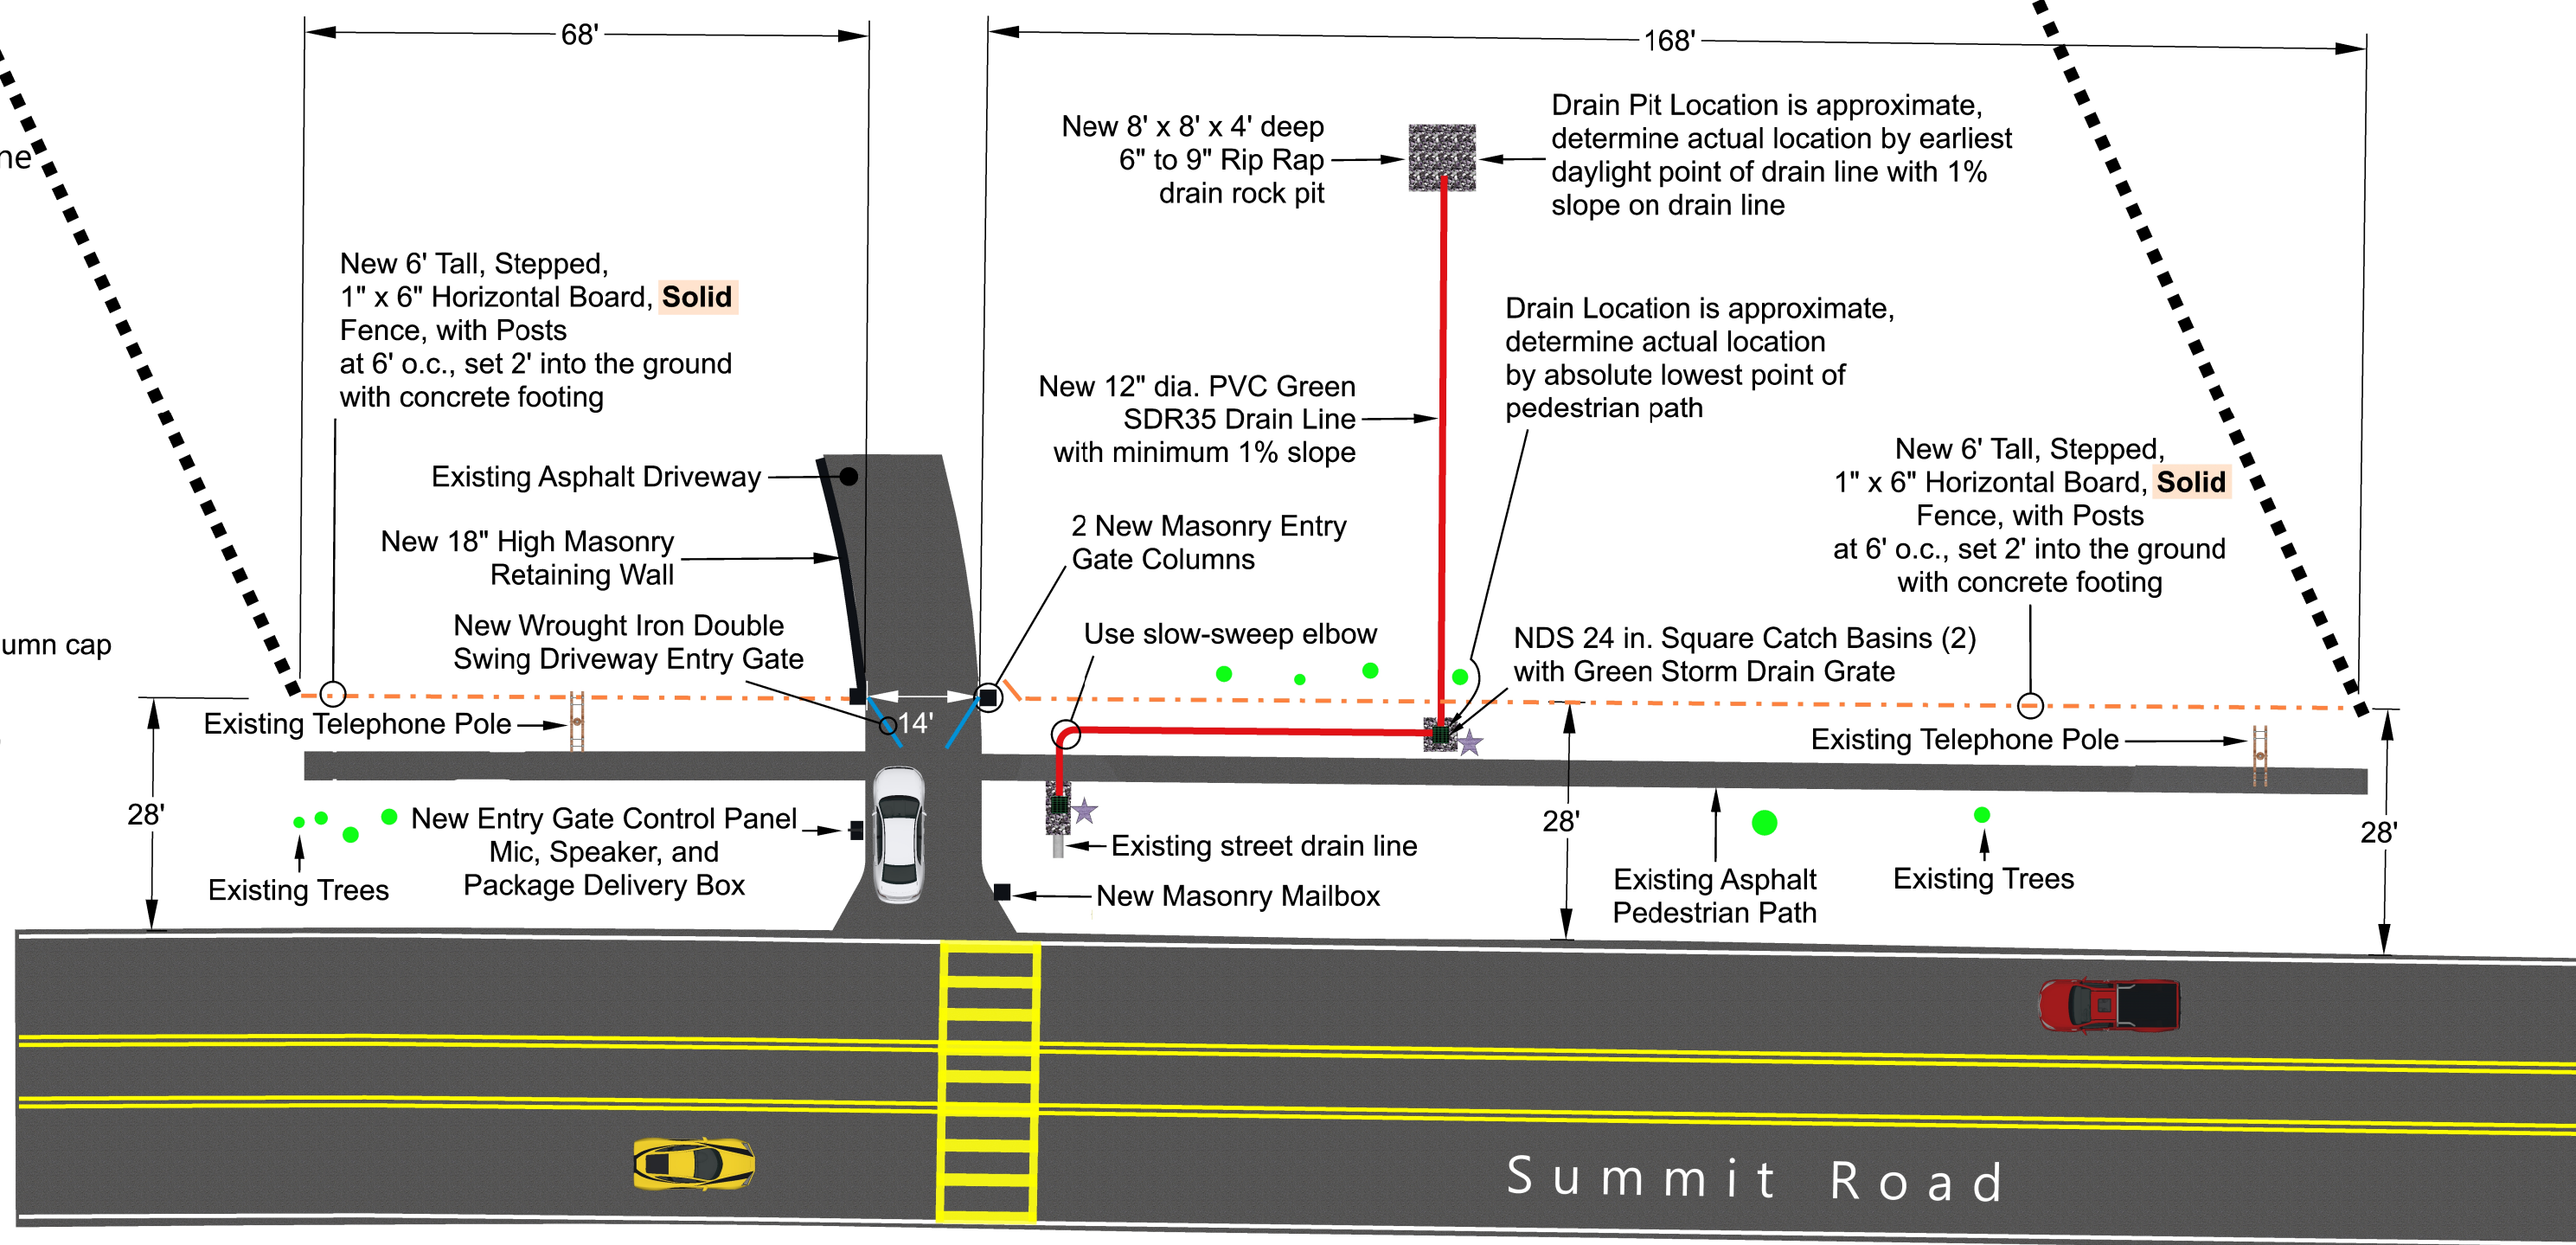 68'
168'
ne
New 8' x 8' x 4' deep
6" to 9" Rip Rap
drain rock pit
Drain Pit Location is approximate,
determine actual location by earliest
daylight point of drain line with 1%
slope on drain line
New 6' Tall, Stepped,
1" x 6" Horizontal Board, Solid
Fence, with Posts
at 6' o.c., set 2' into the ground
with concrete footing
Drain Location is approximate,
determine actual location
by absolute lowest point of
pedestrian path
New 12" dia. PVC Green
SDR35 Drain Line
with minimum 1% slope
New 6' Tall, Stepped,
1" x 6" Horizontal Board, Solid
Fence, with Posts
at 6' o.c., set 2' into the ground
with concrete footing
Existing Asphalt Driveway
New 18" High Masonry
Retaining Wall
2 New Masonry Entry
Gate Columns
New Wrought Iron Double
Swing Driveway Entry Gate
Use slow-sweep elbow
NDS 24 in. Square Catch Basins (2)
with Green Storm Drain Grate
umn cap
Existing Telephone Pole
14'
Existing Telephone Pole
28'
New Entry Gate Control Panel
Mic, Speaker, and
Package Delivery Box
Existing Trees
Existing street drain line
New Masonry Mailbox
28'
Existing Asphalt
Pedestrian Path
Existing Trees
28'
Summit Road